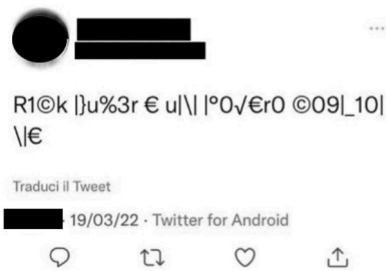 R1©k |}u%3r € u|\| |°0√€r0 ©09|_10|
\|€
Traduci il Tweet
19/03/22 · Twitter for Android